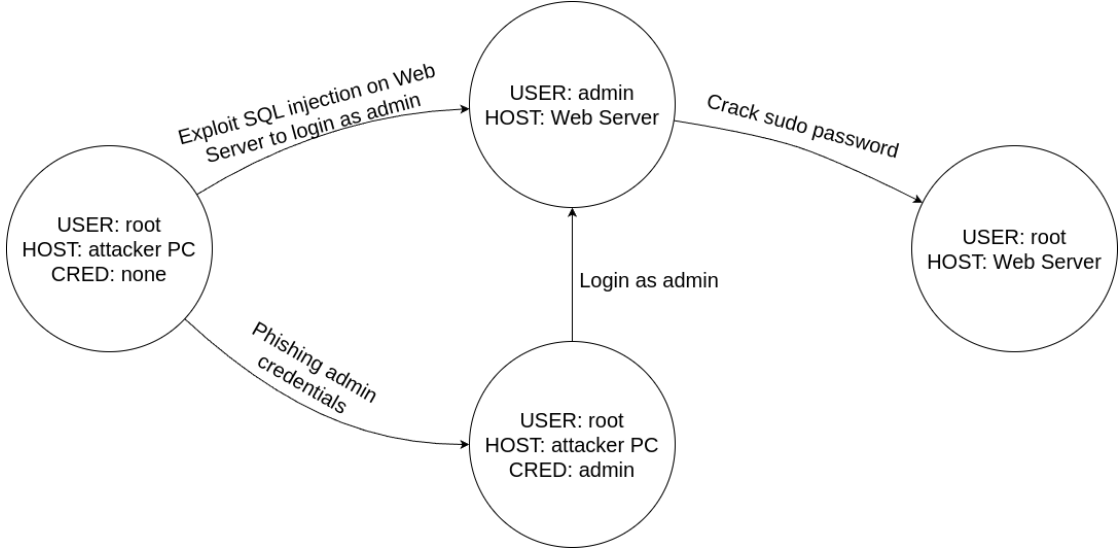 Exploit SQL injection on Web
Server to login as admin
USER: admin
HOST: Web Server
Crack sudo password
USER: root
HOST: attacker PC
CRED: none
USER: root
HOST: Web Server
Login as admin
Phishing admin
credentials
USER: root
HOST: attacker PC
CRED: admin